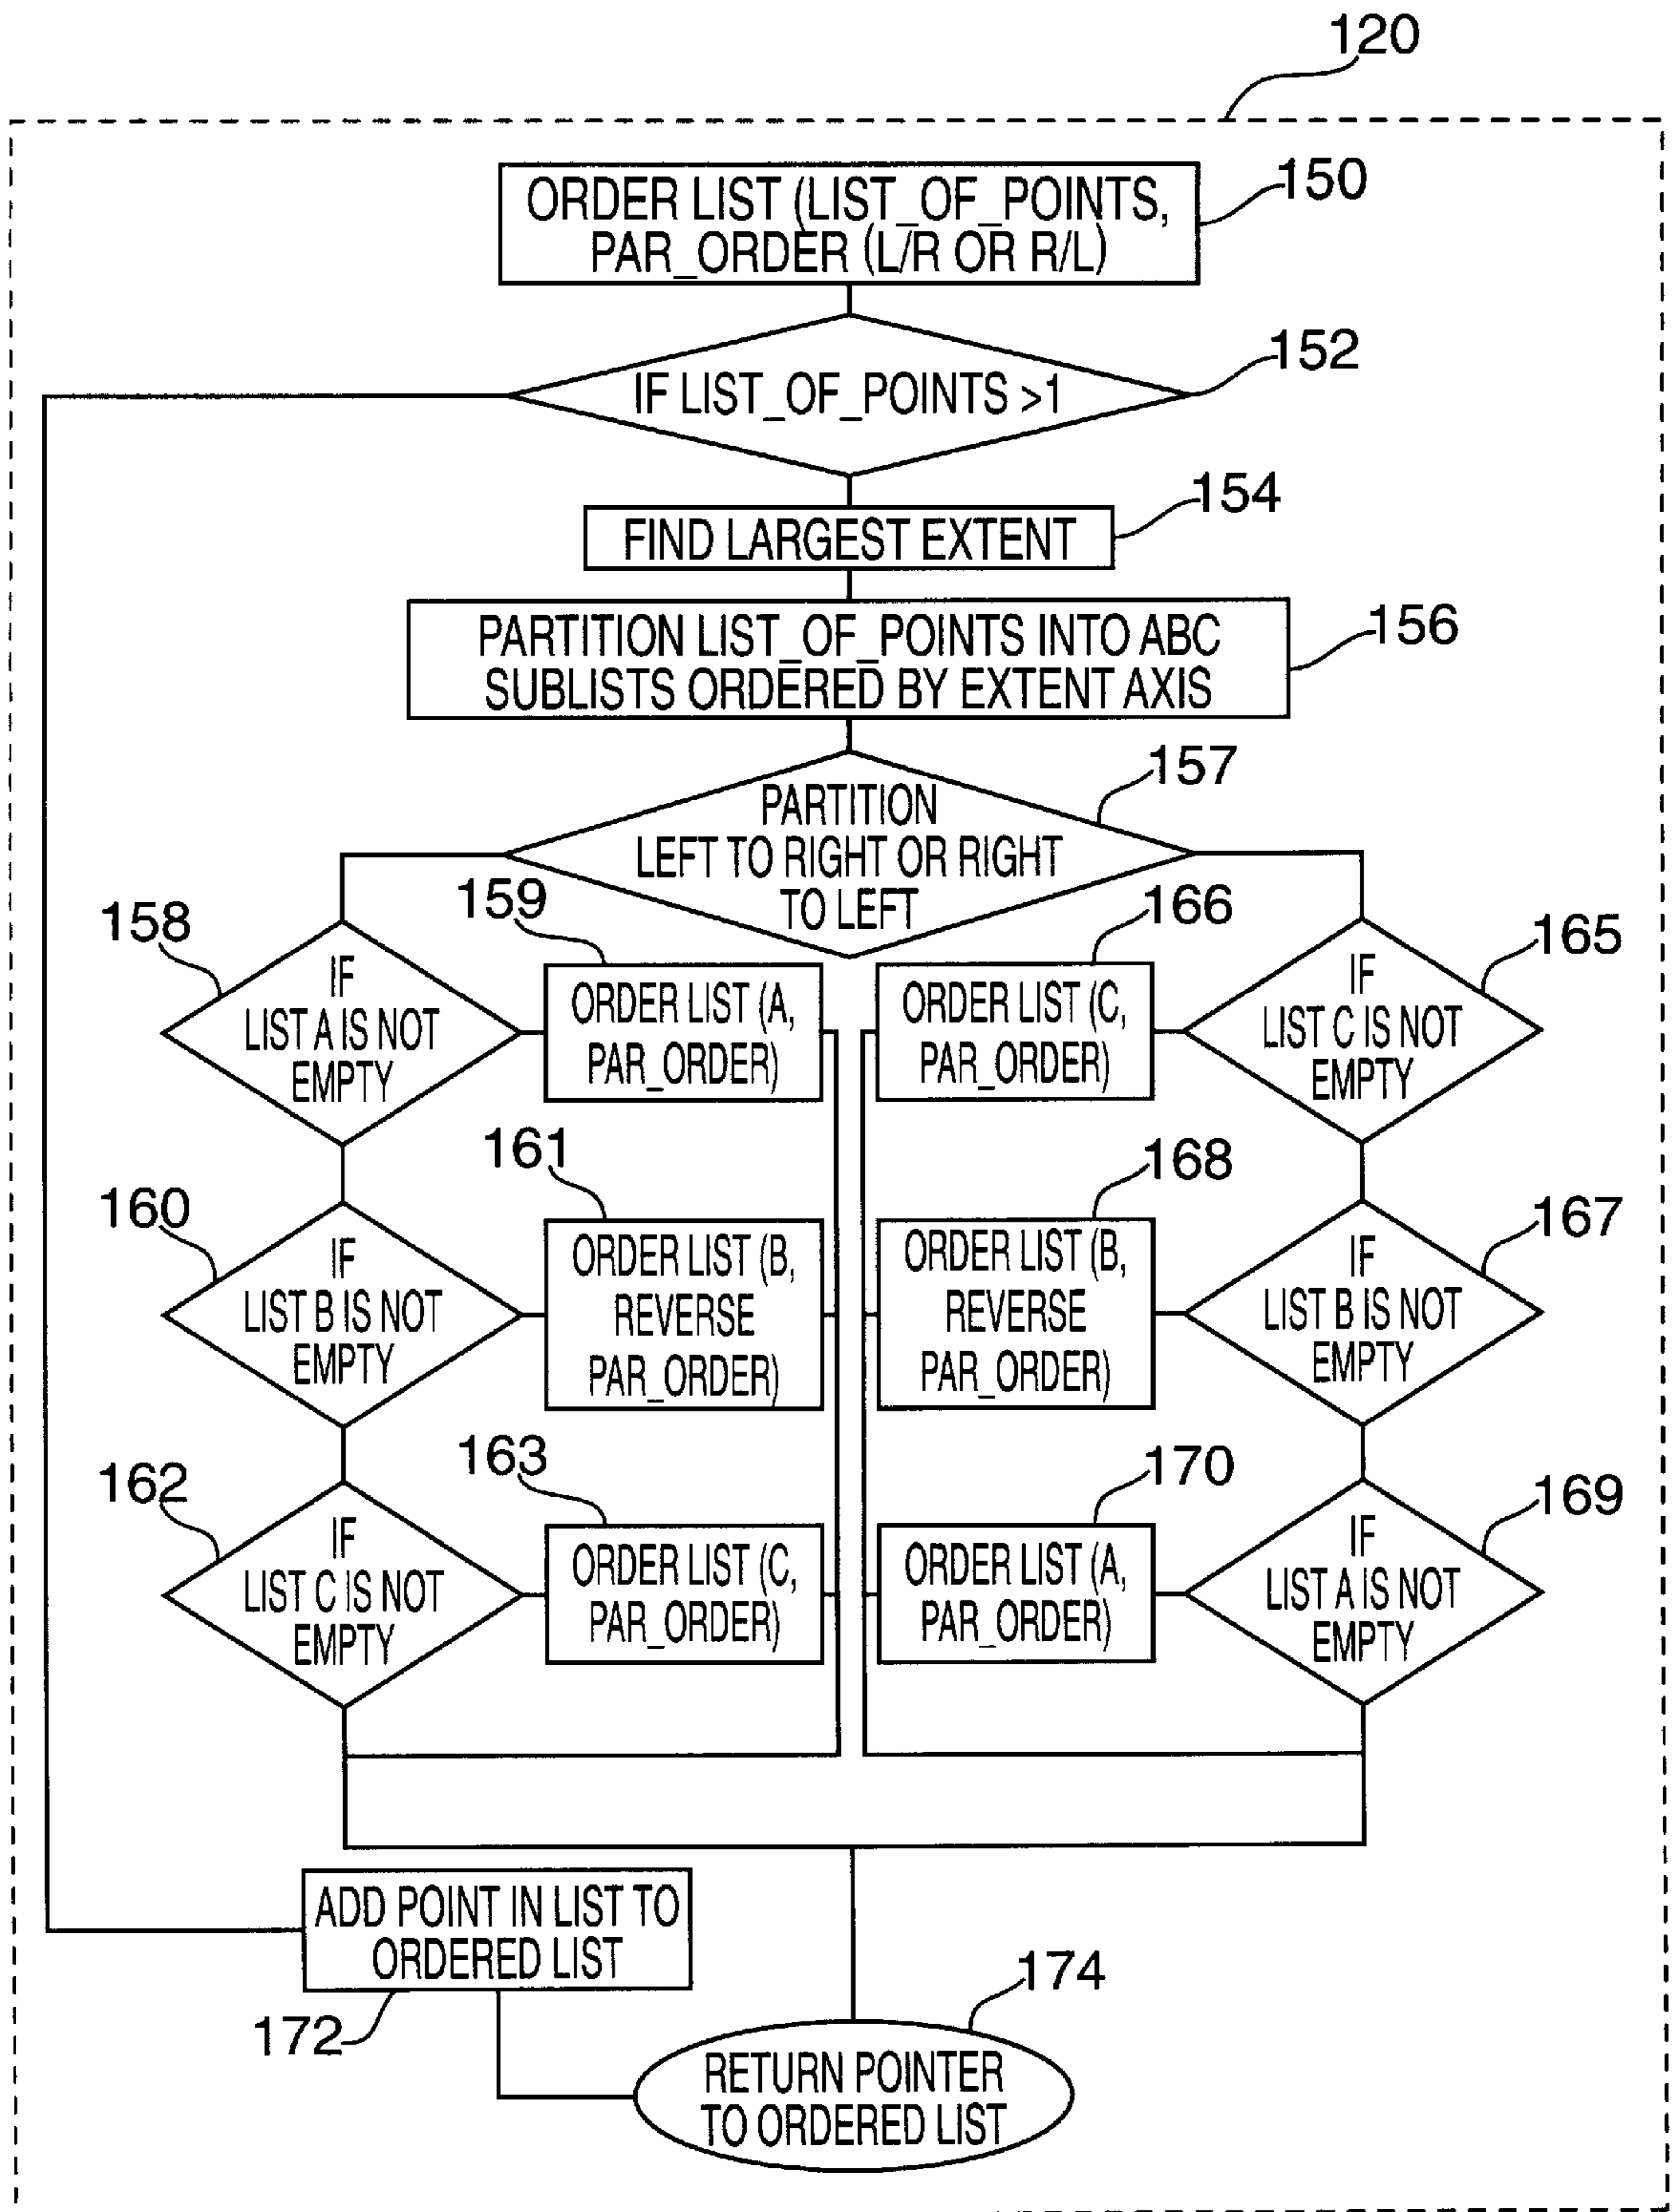 120
ORDER LIST (LIST_OF_POINTS,
PAR_ORDER (L/R OR R/L)
150
IF LIST_OF_POINTS >1
152
FIND LARGEST EXTENT
154
PARTITION LIST_OF_POINTS INTO ABC
SUBLISTS ORDERED BY EXTENT AXIS
156
PARTITION
LEFT TO RIGHT OR RIGHT
TO LEFT
157
158
IF
LIST A IS NOT
EMPTY
159
ORDER LIST (A,
PAR_ORDER)
166
ORDER LIST (C,
PAR_ORDER)
165
IF
LIST C IS NOT
EMPTY
160
IF
LIST B IS NOT
EMPTY
161
ORDER LIST (B,
REVERSE
PAR_ORDER)
168
ORDER LIST (B,
REVERSE
PAR_ORDER)
167
IF
LIST B IS NOT
EMPTY
162
IF
LIST C IS NOT
EMPTY
163
ORDER LIST (C,
PAR_ORDER)
170
ORDER LIST (A,
PAR_ORDER)
169
IF
LIST A IS NOT
EMPTY
ADD POINT IN LIST TO
ORDERED LIST
172
174
RETURN POINTER
TO ORDERED LIST